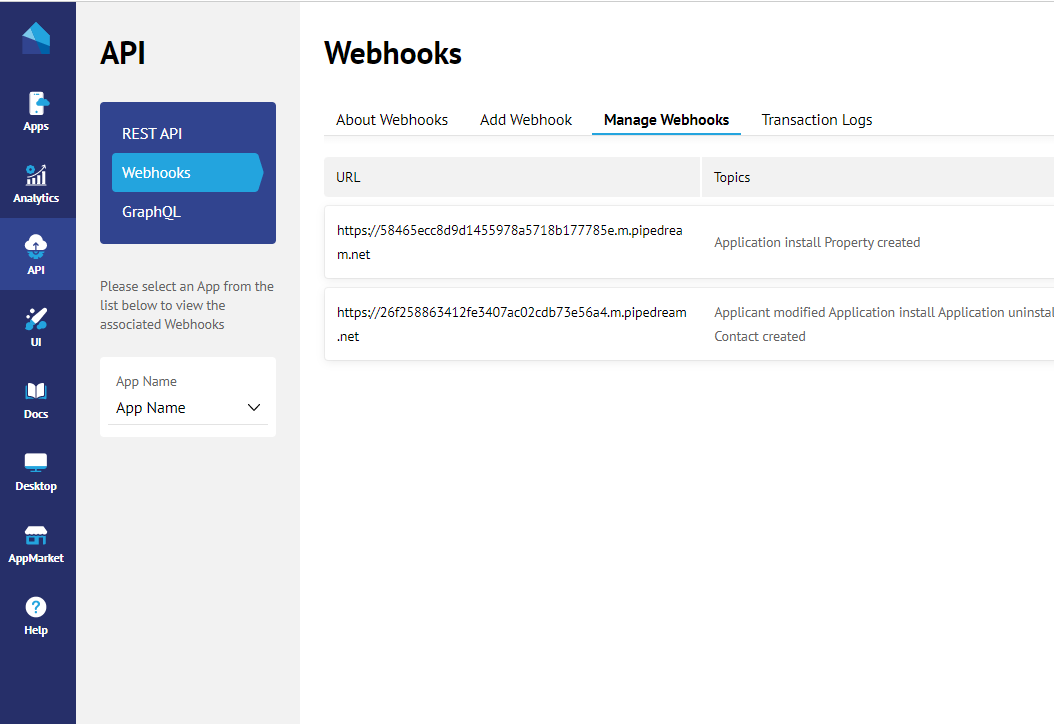 Apps
Analytics
API
UI
Docs
Desktop
AppMarket
Help
API
REST API
Webhooks
GraphQL
Please select an App from the
list below to view the
associated Webhooks
App Name
App Name
Webhooks
About Webhooks Add Webhook Manage Webhooks Transaction Logs
URL Topics
https://58465ecc8d9d1455978a5718b177785e.m.pipedrea
m.net
Application install Property created
https://26f258863412fe3407ac02cdb73e56a4.m.pipedream
.net
Applicant modified Application install Application uninstal
Contact created